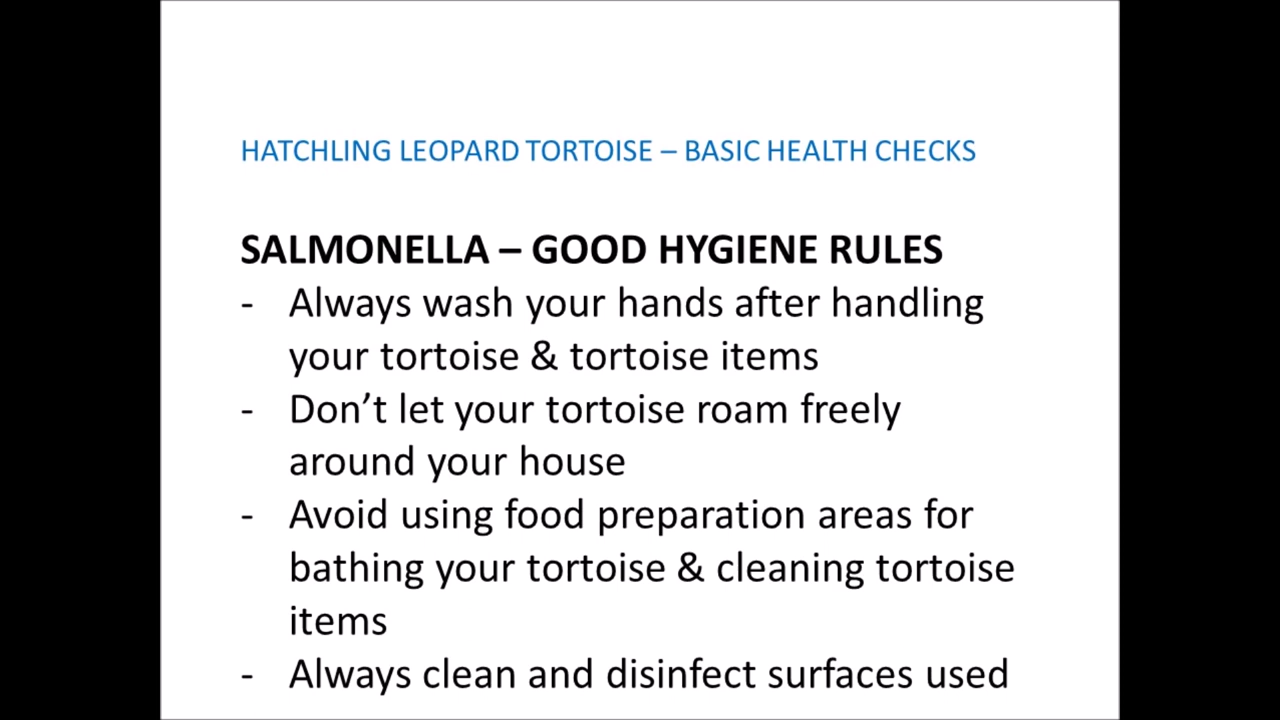 HATCHLING LEOPARD TORTOISE – BASIC HEALTH CHECKS
SALMONELLA – GOOD HYGIENE RULES
- Always wash your hands after handling
your tortoise & tortoise items
- Don’t let your tortoise roam freely
around your house
- Avoid using food preparation areas for
bathing your tortoise & cleaning tortoise
items
- Always clean and disinfect surfaces used